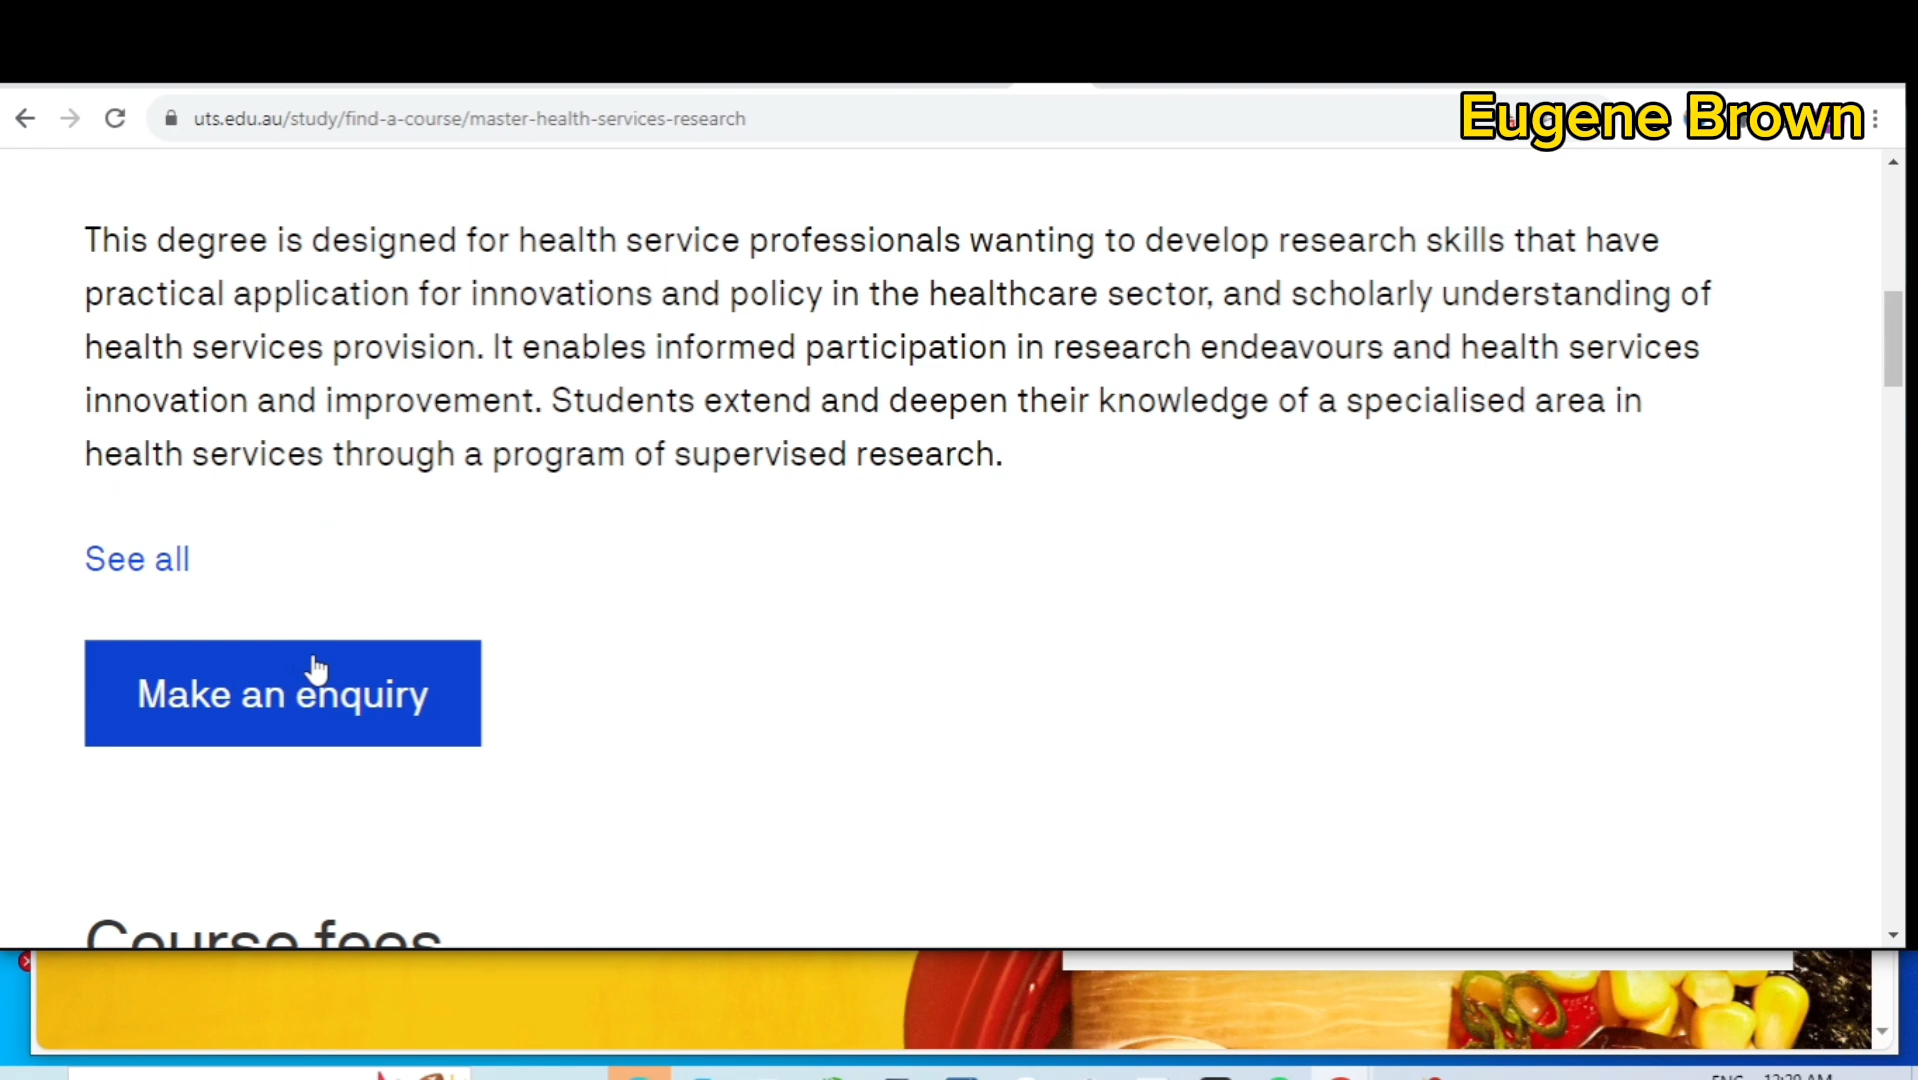 uts.edu.au/study/find-a-course/master-health-services-research
Eugene Brown
This degree is designed for health service professionals wanting to develop research skills that have
practical application for innovations and policy in the healthcare sector, and scholarly understanding of
health services provision. It enables informed participation in research endeavours and health services
innovation and improvement. Students extend and deepen their knowledge of a specialised area in
health services through a program of supervised research.
See all
Make an enquiry
Course fees